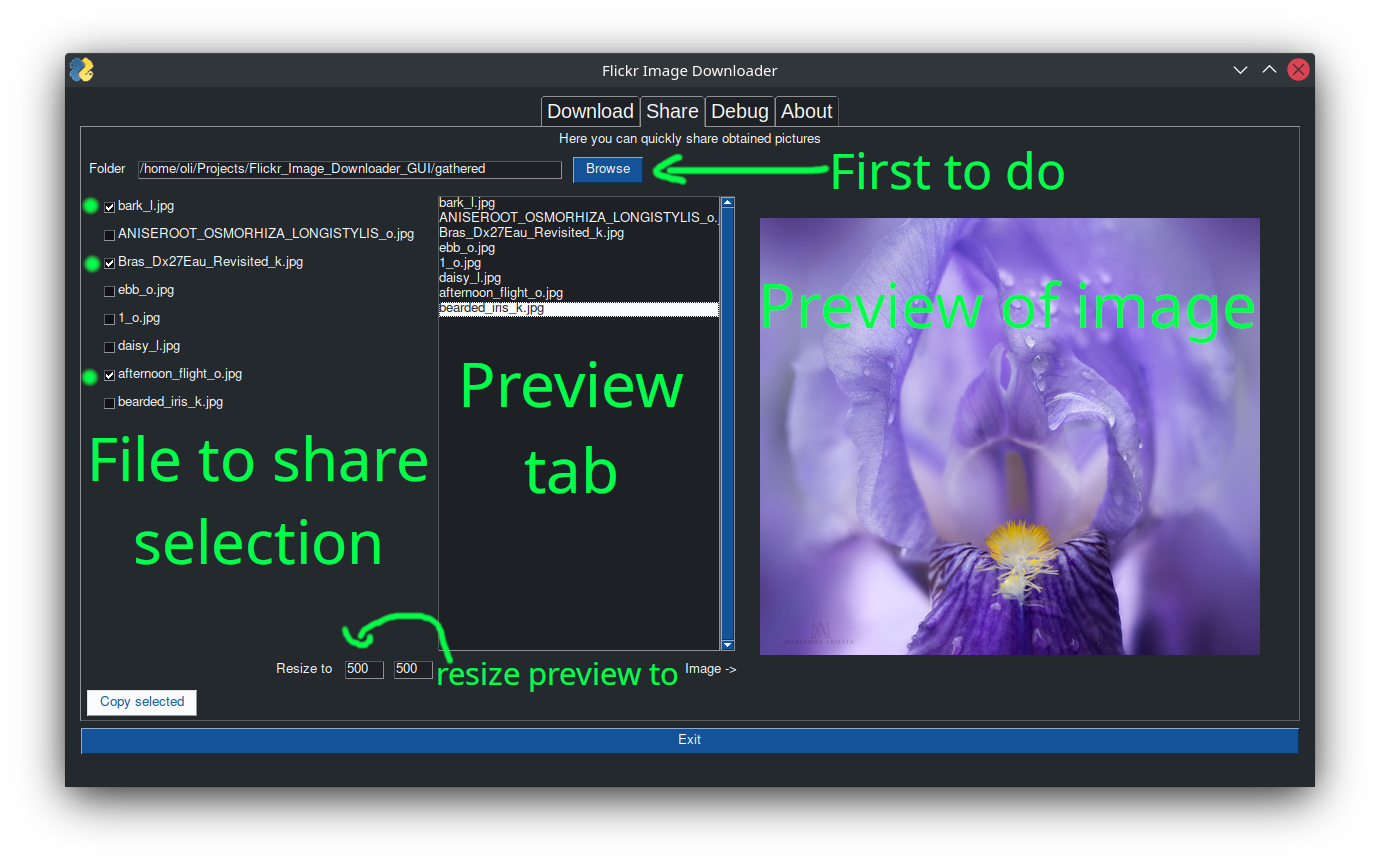 Flickr Image Downloader
Download Share Debug About
Here you can quickly share obtained pictures
Folder /home/oli/Projects/Flickr_Image_Downloader_GUI/gathered Browse First to do
bark_l.jpg
ANISEROOT_OSMORHIZA_LONGISTYLIS_o.jpg
Bras_Dx27Eau_Revisited_k.jpg
ebb_o.jpg
1_o.jpg
daisy_l.jpg
afternoon_flight_o.jpg
bearded_iris_k.jpg
File to share
selection
bark_l.jpg
ANISEROOT_OSMORHIZA_LONGISTYLIS_o.j
Bras_Dx27Eau_Revisited_k.jpg
ebb_o.jpg
1_o.jpg
daisy_l.jpg
afternoon_flight_o.jpg
bearded_iris_k.jpg
Preview
tab
Preview of image
MARIANNA ARMATA
Resize to 500 500 resize preview to Image ->
Copy selected
Exit